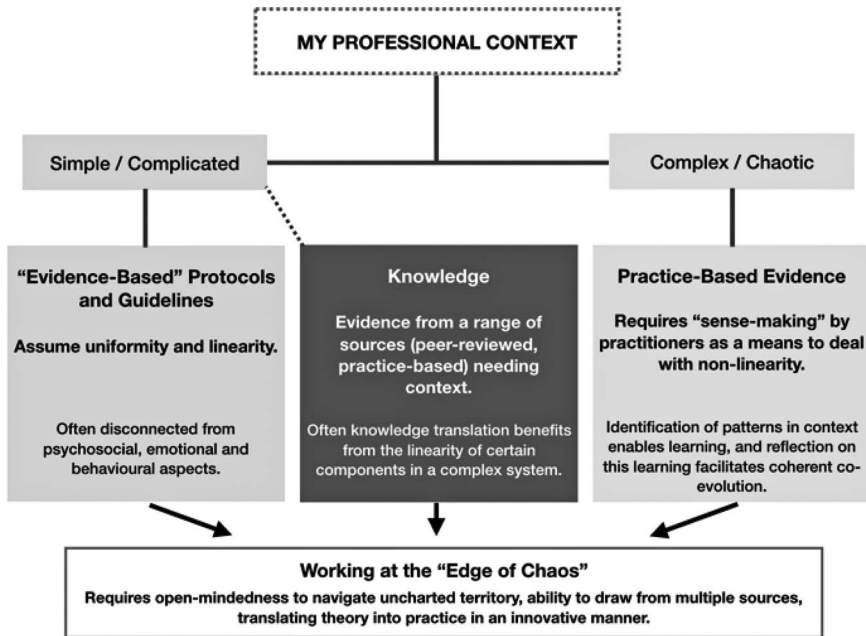 MY PROFESSIONAL CONTEXT
Simple / Complicated
Complex / Chaotic
“Evidence-Based” Protocols
and Guidelines
Assume uniformity and linearity.
Often disconnected from
psychosocial, emotional and
behavioural aspects.
Knowledge
Evidence from a range of
sources (peer-reviewed,
practice-based) needing
context.
Often knowledge translation benefits
from the linearity of certain
components in a complex system.
Practice-Based Evidence
Requires “sense-making” by
practitioners as a means to deal
with non-linearity.
Identification of patterns in context
enables learning, and reflection on
this learning facilitates coherent co-
evolution.
Working at the “Edge of Chaos”
Requires open-mindedness to navigate uncharted territory, ability to draw from multiple sources,
translating theory into practice in an innovative manner.